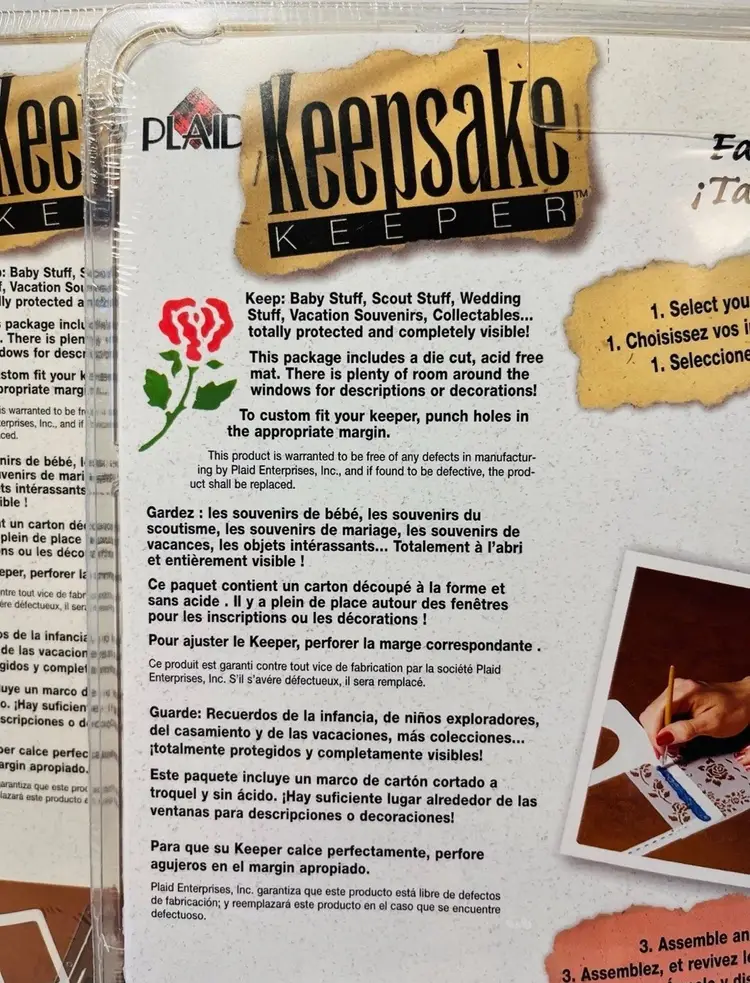 PLAID
Keepsake
KEEPER™
Keep: Baby Stuff, Scout Stuff, Wedding
Stuff, Vacation Souvenirs, Collectables...
totally protected and completely visible!
This package includes a die cut, acid free
mat. There is plenty of room around the
windows for descriptions or decorations!
To custom fit your keeper, punch holes in
the appropriate margin.
This product is warranted to be free of any defects in manufactur-
ing by Plaid Enterprises, Inc., and if found to be defective, the prod-
uct shall be replaced.
Gardez : les souvenirs de bébé, les souvenirs du
scoutisme, les souvenirs de mariage, les souvenirs de
vacances, les objets intérassants... Totalement à l'abri
et entièrement visible !
Ce paquet contient un carton découpé à la forme et
sans acide . Il y a plein de place autour des fenêtres
pour les inscriptions ou les décorations !
Pour ajuster le Keeper, perforer la marge correspondante .
Ce produit est garanti contre tout vice de fabrication par la société Plaid
Enterprises, Inc. S'il s'avére défectueux, il sera remplacé.
Guarde: Recuerdos de la infancia, de niños exploradores,
del casamiento y de las vacaciones, más colecciones...
¡totalmente protegidos y completamente visibles!
Este paquete incluye un marco de cartón cortado a
troquel y sin ácido. ¡Hay suficiente lugar alrededor de las
ventanas para descripciones o decoraciones!
Para que su Keeper calce perfectamente, perfore
agujeros en el margin apropiado.
Plaid Enterprises, Inc. garantiza que este producto está libre de defectos
de fabricación; y reemplazará este producto en el caso que se encuentre
defectuoso.
1. Select you
1. Choisissez vos
1. Seleccione
3. Assemble an
3. Assemblez, et revivez